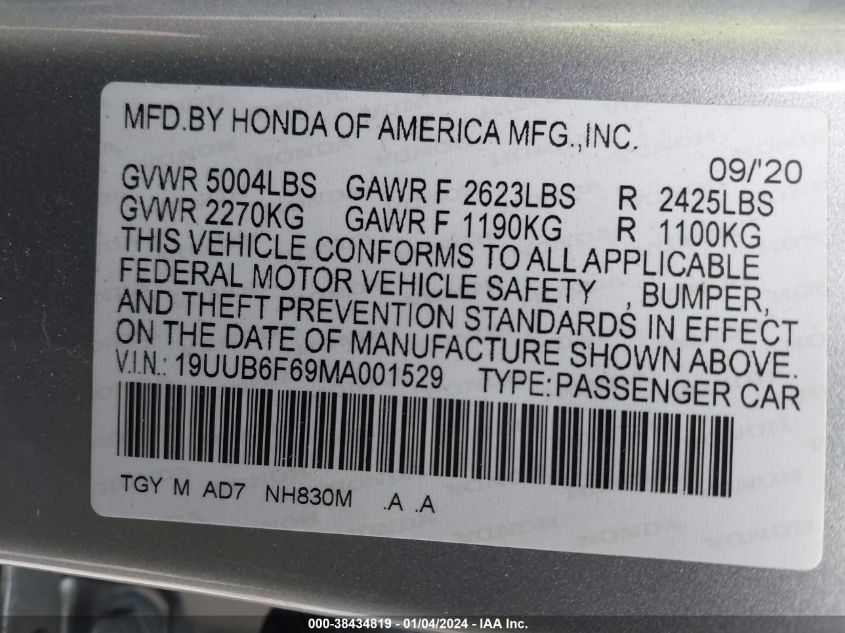 MFD.BY HONDA OF AMERICA MFG.,INC.
09/'20
GVWR 5004LBS GAWR F 2623LBS R 2425LBS
GVWR 2270KG GAWR F 1190KG R 1100KG
THIS VEHICLE CONFORMS TO ALL APPLICABLE
FEDERAL MOTOR VEHICLE SAFETY , BUMPER,
AND THEFT PREVENTION STANDARDS IN EFFECT
ON THE DATE OF MANUFACTURE SHOWN ABOVE.
V.I.N.: 19UUB6F69MA001529 TYPE:PASSENGER CAR
TGY M AD7 NH830M .A .A
000-38434819 - 01/04/2024 - IAA Inc.